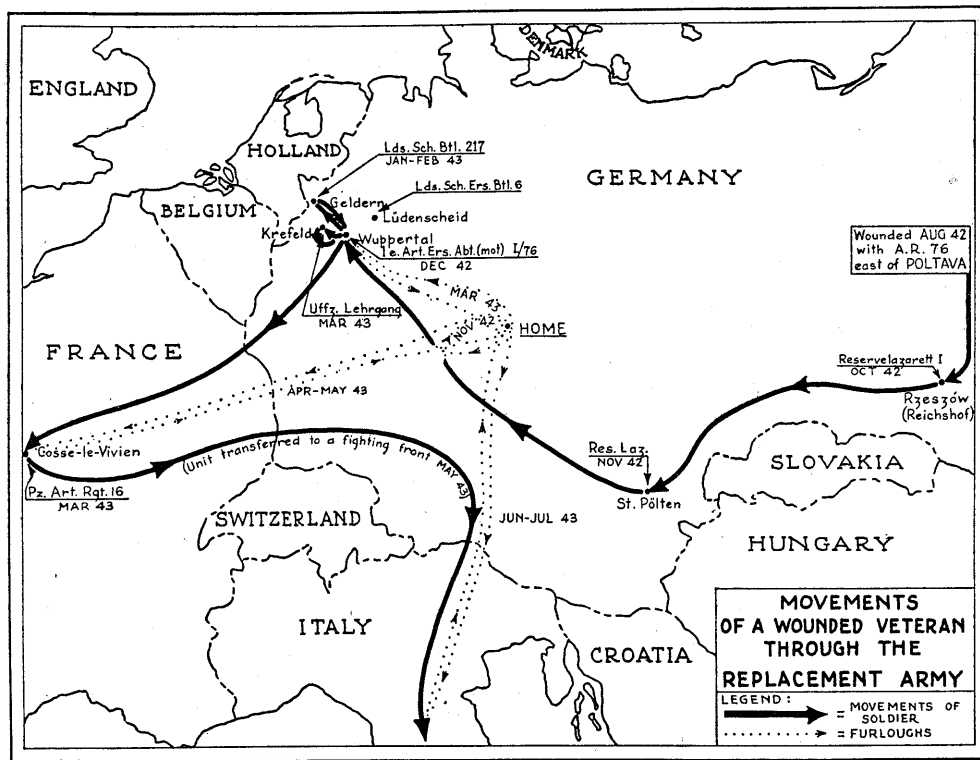 DENMARK
ENGLAND
HOLLAND
Lds. Sch. Btl. 217
JAN-FEB 43
GERMANY
Lds. Sch. Ers. Btl. 6
BELGIUM
Geldern
Lüdenscheid
Krefeld
Wuppertal
le. Art. Ers. Abt. (mot) I/76
DEC 42
Wounded AUG 42
with A.R. 76
east of POLTAVA
MAR 43
Uffz. Lehrgang
MAR 43
NOV 42
HOME
FRANCE
Reservelazarett I
OCT 42
Rzeszów
(Reichshof)
APR-MAY 43
Cosse-le-Vivien
(Unit transferred to a fighting front MAY 43)
Res. Laz.
NOV 42
SLOVAKIA
Pz. Art. Rgt. 16
MAR 43
St. Pölten
SWITZERLAND
JUN-JUL 43
HUNGARY
ITALY
CROATIA
MOVEMENTS
OF A WOUNDED VETERAN
THROUGH THE
REPLACEMENT ARMY
LEGEND:
= MOVEMENTS OF
SOLDIER
= FURLOUGHS